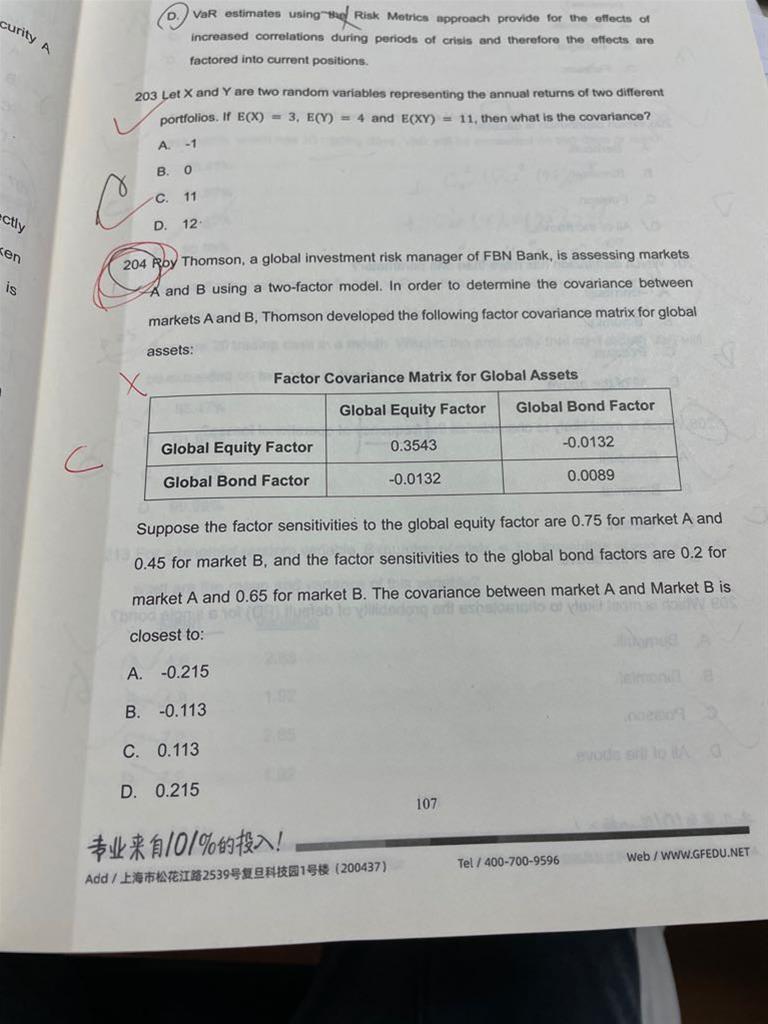 curity A
ectly
ken
is
D. VaR estimates using the Risk Metrics approach provide for the effects of
increased correlations during periods of crisis and therefore the effects are
factored into current positions.
203 Let X and Y are two random variables representing the annual returns of two different
portfolios. If E(X) = 3, E(Y) = 4 and E(XY) = 11, then what is the covariance?
A. -1
B. 0
C. 11
D. 12
204 Roy Thomson, a global investment risk manager of FBN Bank, is assessing markets
A and B using a two-factor model. In order to determine the covariance between
markets A and B, Thomson developed the following factor covariance matrix for global
assets:
X
C
Factor Covariance Matrix for Global Assets
Global Equity Factor Global Bond Factor
Global Equity Factor 0.3543 -0.0132
Global Bond Factor -0.0132 0.0089
Suppose the factor sensitivities to the global equity factor are 0.75 for market A and
0.45 for market B, and the factor sensitivities to the global bond factors are 0.2 for
market A and 0.65 for market B. The covariance between market A and Market B is
closest to:
A. -0.215
B. -0.113
C. 0.113
D. 0.215
107
专业来自101%的投入!
Add / 上海市松花江路2539号复旦科技园1号楼 (200437) Tel / 400-700-9596 Web / WWW.GFEDU.NET